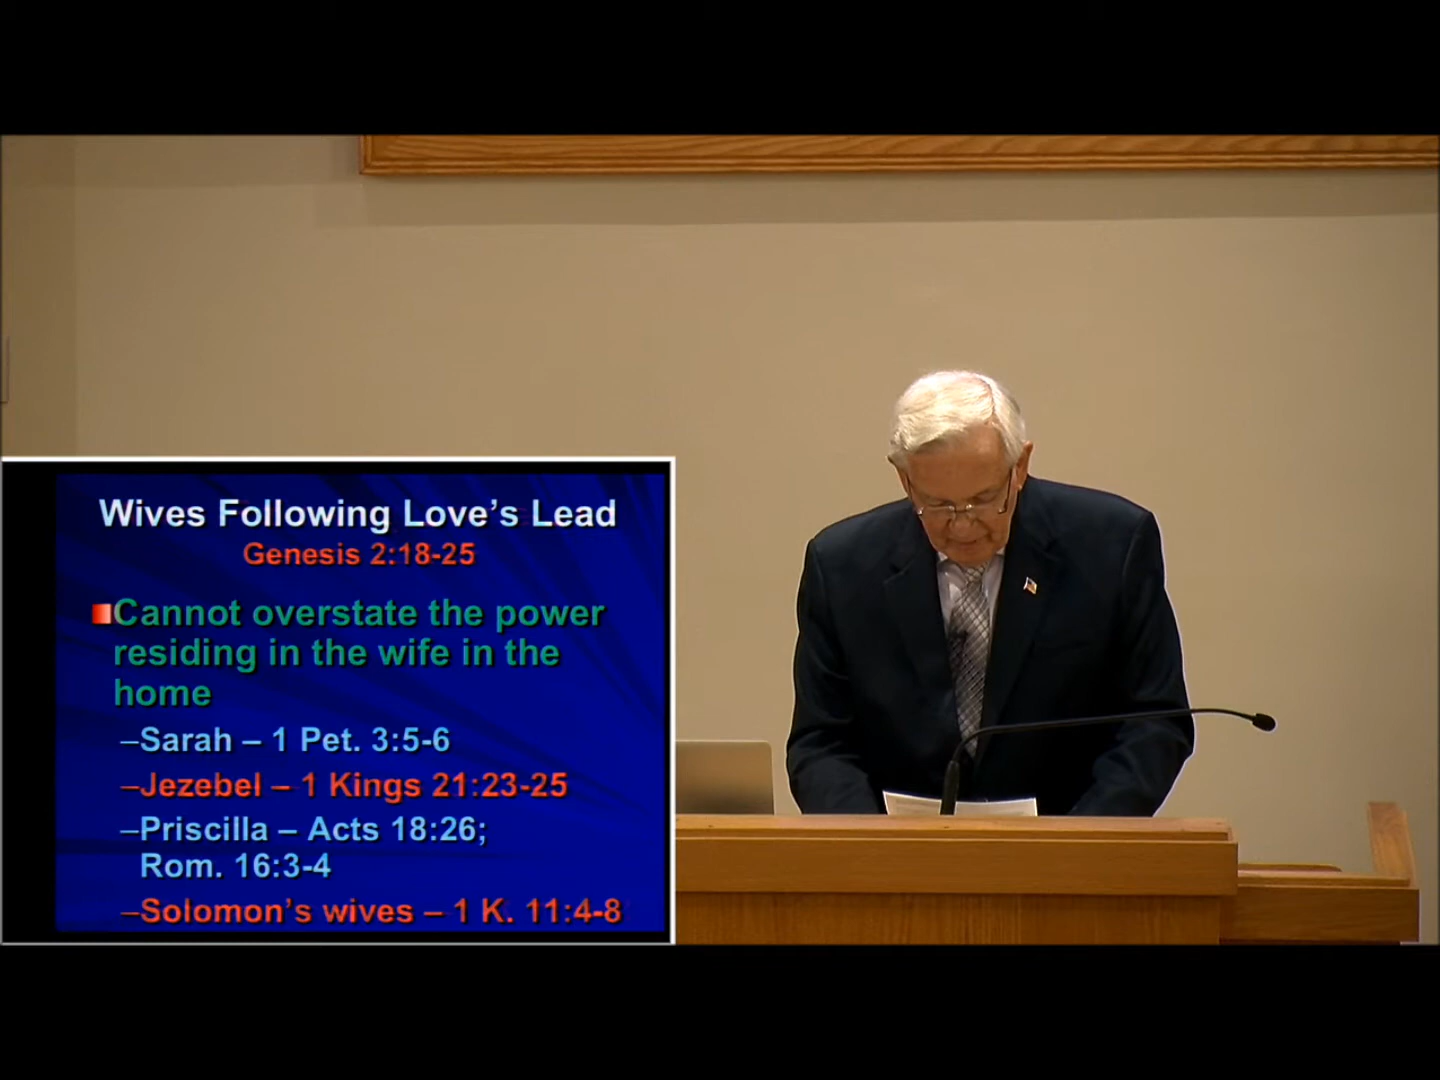 Wives Following Love's Lead
Genesis 2:18-25
Cannot overstate the power
residing in the wife in the
home
–Sarah – 1 Pet. 3:5-6
–Jezebel – 1 Kings 21:23-25
–Priscilla – Acts 18:26;
Rom. 16:3-4
–Solomon's wives – 1 K. 11:4-8